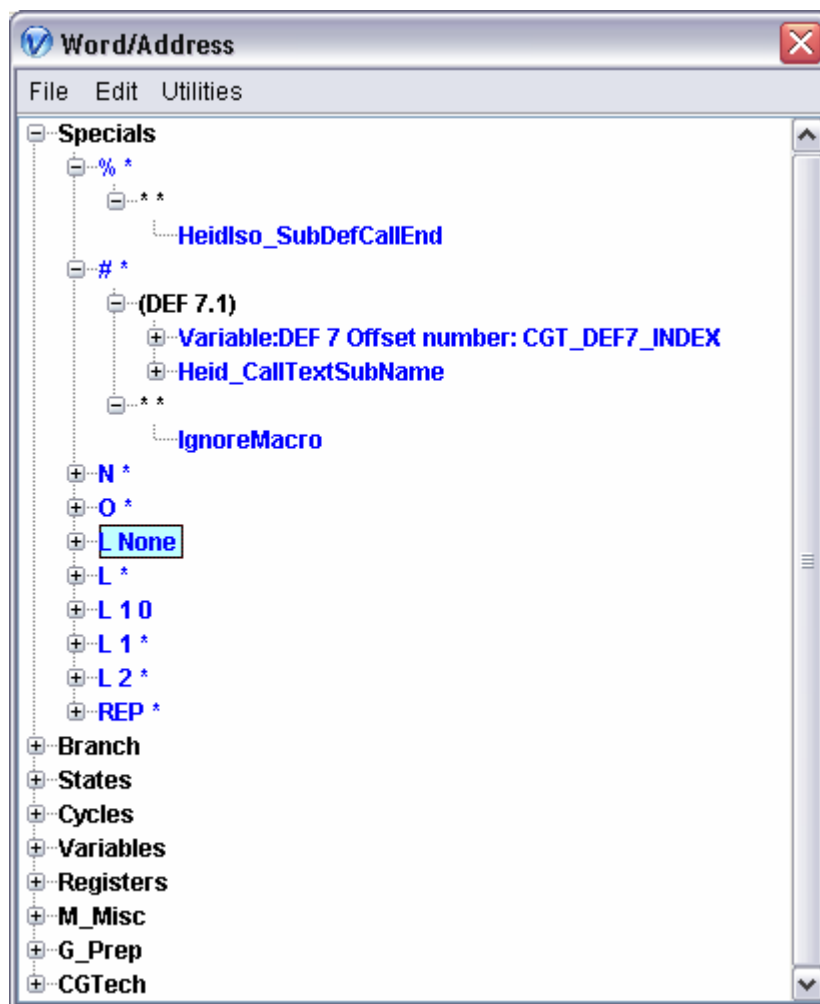 Word/Address
File Edit Utilities
Specials
% *
* *
HeidIso_SubDefCallEnd
# *
(DEF 7.1)
Variable:DEF 7 Offset number: CGT_DEF7_INDEX
Heid_CallTextSubName
* *
IgnoreMacro
N *
O *
L None
L *
L 1 0
L 1 *
L 2 *
REP *
Branch
States
Cycles
Variables
Registers
M_Misc
G_Prep
CGTech